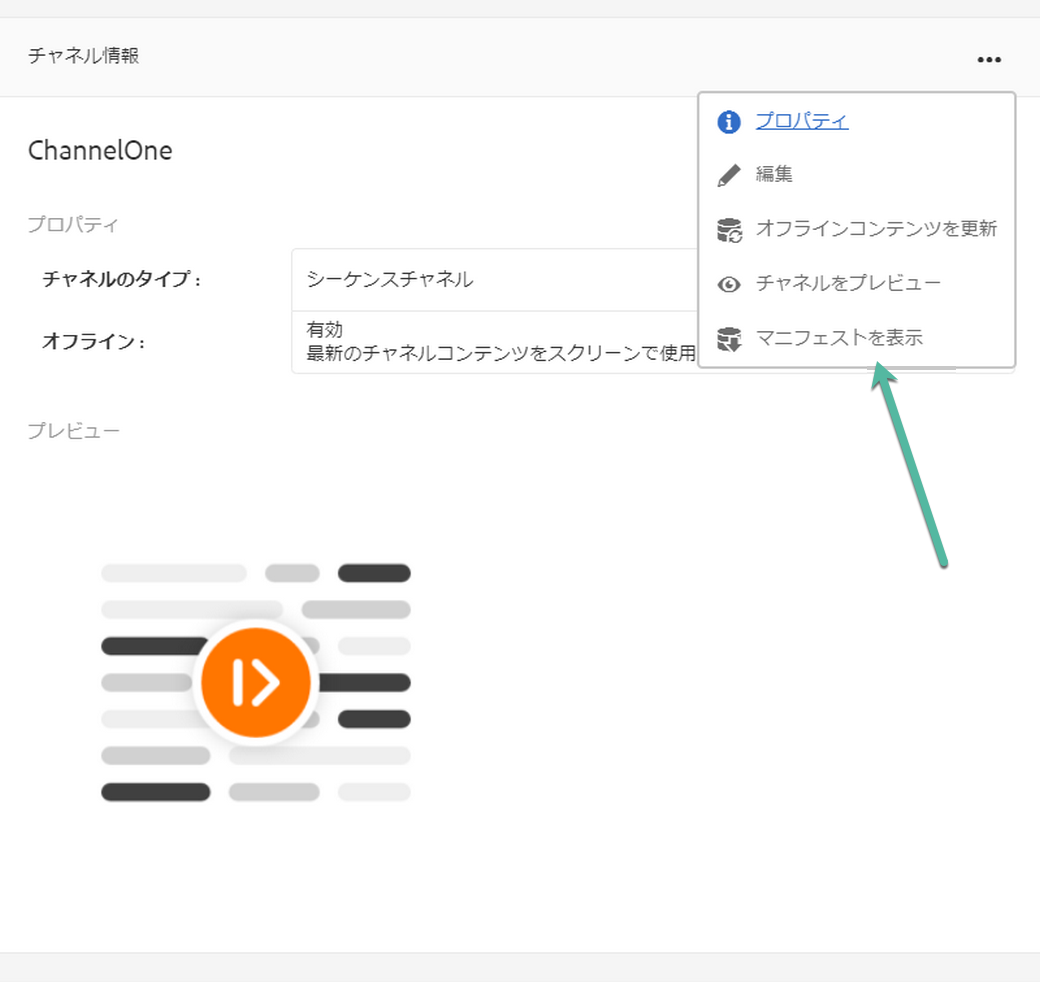 チャネル情報
•••
プロパティ
編集
オフラインコンテンツを更新
チャネルをプレビュー
マニフェストを表示
ChannelOne
プロパティ
チャネルのタイプ :
シーケンスチャネル
オフライン :
有効
最新のチャネルコンテンツをスクリーンで使用
プレビュー